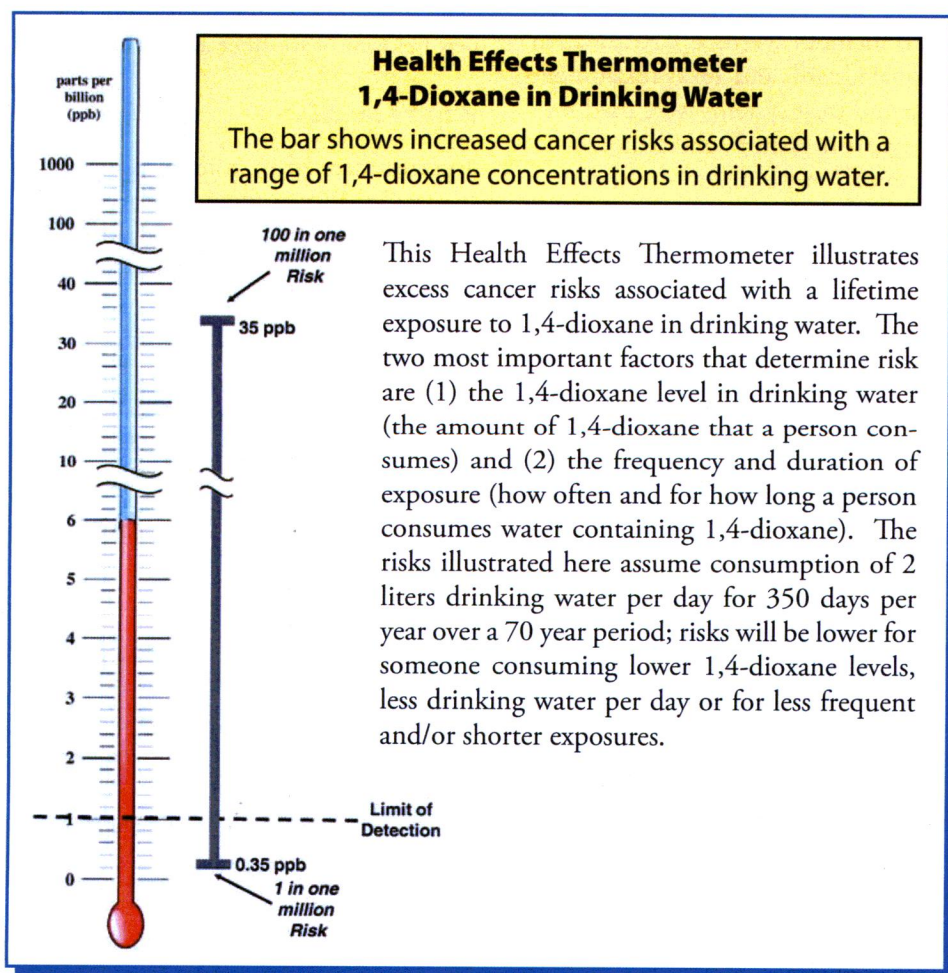 Health Effects Thermometer
1,4-Dioxane in Drinking Water
The bar shows increased cancer risks associated with a
range of 1,4-dioxane concentrations in drinking water.
parts per
billion
(ppb)
1000
100
40
30
20
10
6
5
4
3
2
1
0
100 in one
million
Risk
35 ppb
Limit of
Detection
0.35 ppb
1 in one
million
Risk
This Health Effects Thermometer illustrates
excess cancer risks associated with a lifetime
exposure to 1,4-dioxane in drinking water. The
two most important factors that determine risk
are (1) the 1,4-dioxane level in drinking water
(the amount of 1,4-dioxane that a person con-
sumes) and (2) the frequency and duration of
exposure (how often and for how long a person
consumes water containing 1,4-dioxane). The
risks illustrated here assume consumption of 2
liters drinking water per day for 350 days per
year over a 70 year period; risks will be lower for
someone consuming lower 1,4-dioxane levels,
less drinking water per day or for less frequent
and/or shorter exposures.